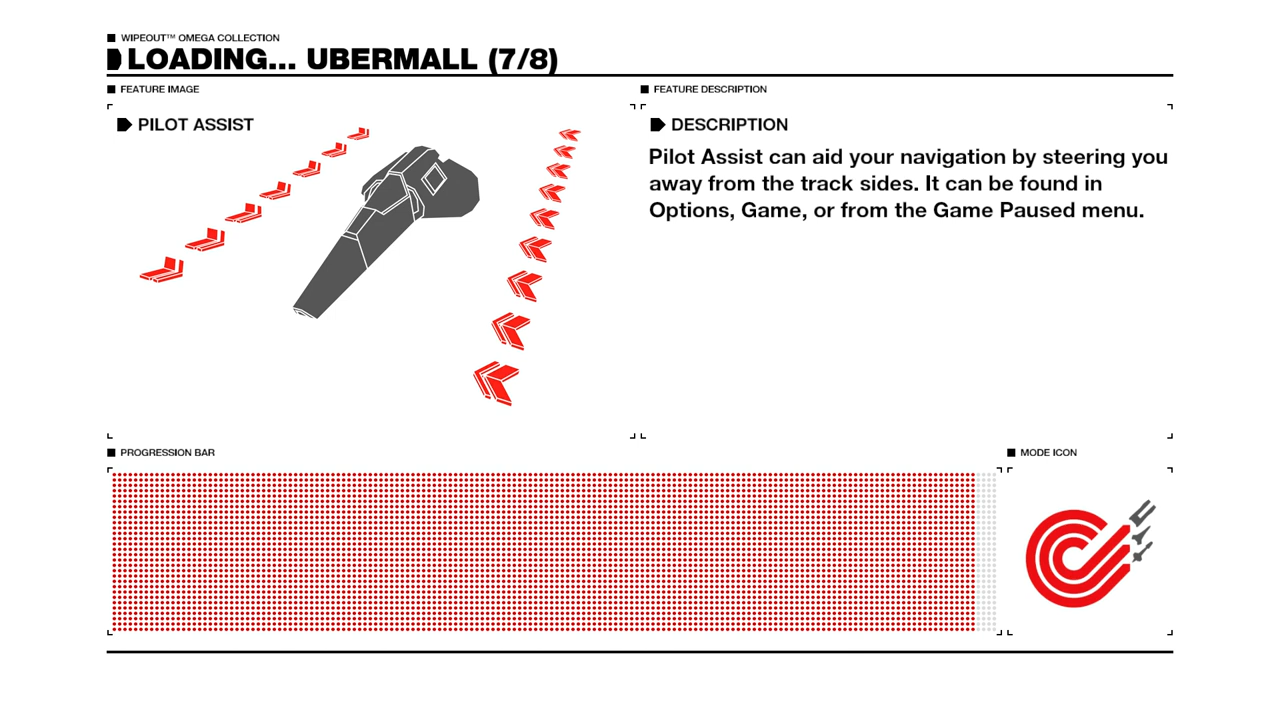 WIPEOUT™ OMEGA COLLECTION
LOADING... UBERMALL (7/8)
FEATURE IMAGE
PILOT ASSIST
FEATURE DESCRIPTION
DESCRIPTION
Pilot Assist can aid your navigation by steering you
away from the track sides. It can be found in
Options, Game, or from the Game Paused menu.
PROGRESSION BAR
MODE ICON